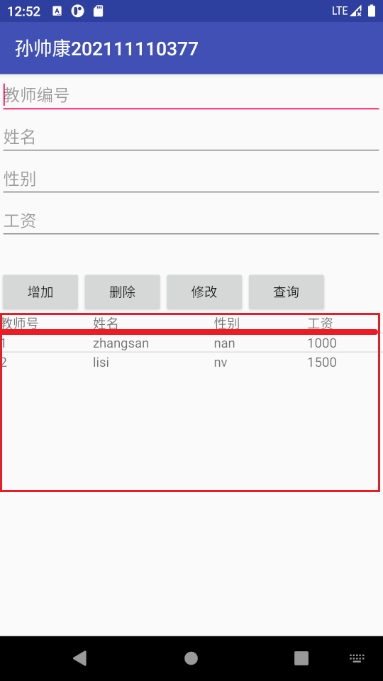 12:52 LTE
孙帅康202111110377
教师编号
姓名
性别
工资
增加 删除 修改 查询
教师号 姓名 性别 工资
1 zhangsan nan 1000
2 lisi nv 1500